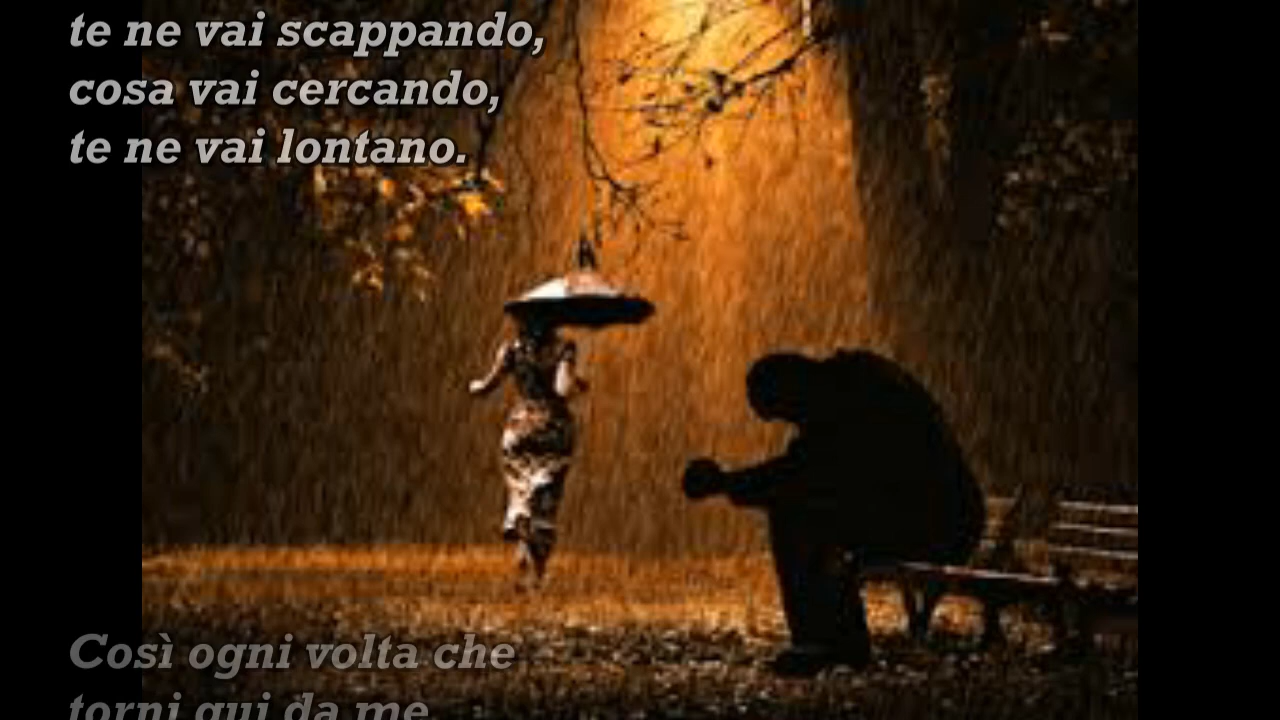 te ne vai scappando,
cosa vai cercando,
te ne vai lontano.
Così ogni volta che
torni qui da me